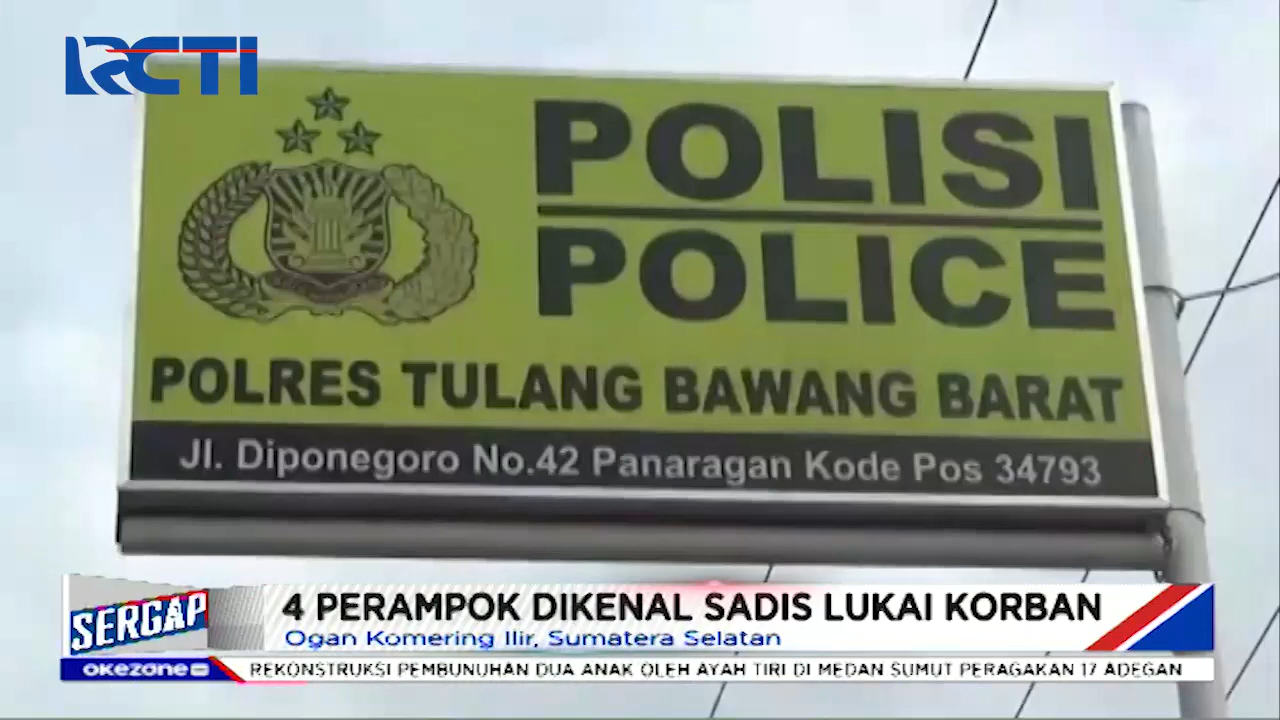 RCTI
POLISI
POLICE
POLRES TULANG BAWANG BARAT
Jl. Diponegoro No.42 Panaragan Kode Pos 34793
SERGAP
4 PERAMPOK DIKENAL SADIS LUKAI KORBAN
Ogan Komering Ilir, Sumatera Selatan
okezone
REKONSTRUKSI PEMBUNUHAN DUA ANAK OLEH AYAH TIRI DI MEDAN SUMUT PERAGAKAN 17 ADEGAN